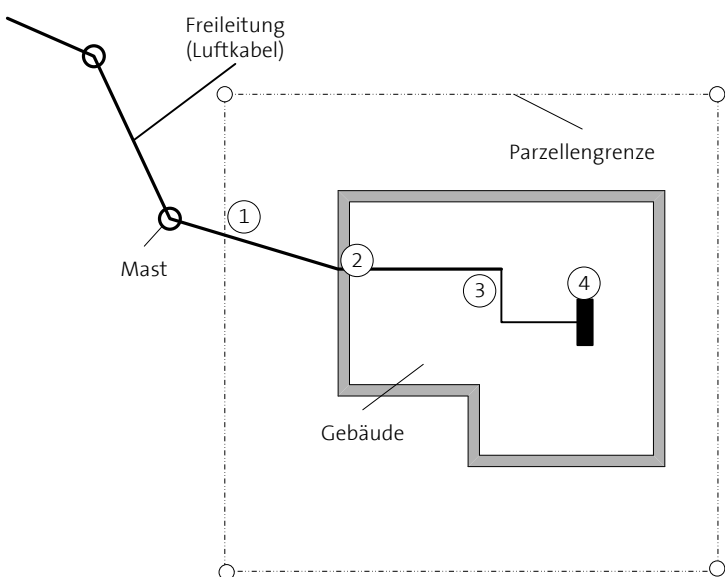 Freileitung
(Luftkabel)
Parzellengrenze
1
Mast
2
3
4
Gebäude